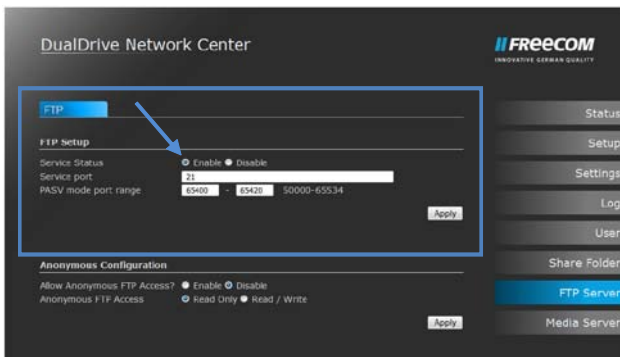 DualDrive Network Center
FREECOM
INNOVATIVE GERMAN QUALITY
FTP
FTP Setup
Service Status Enable Disable
Service port 21
PASV mode port range 65400 - 65420 50000-65534
Apply
Anonymous Configuration
Allow Anonymous FTP Access? Enable Disable
Anonymous FTP Access Read Only Read / Write
Apply
Status
Setup
Settings
Log
User
Share Folder
FTP Server
Media Server